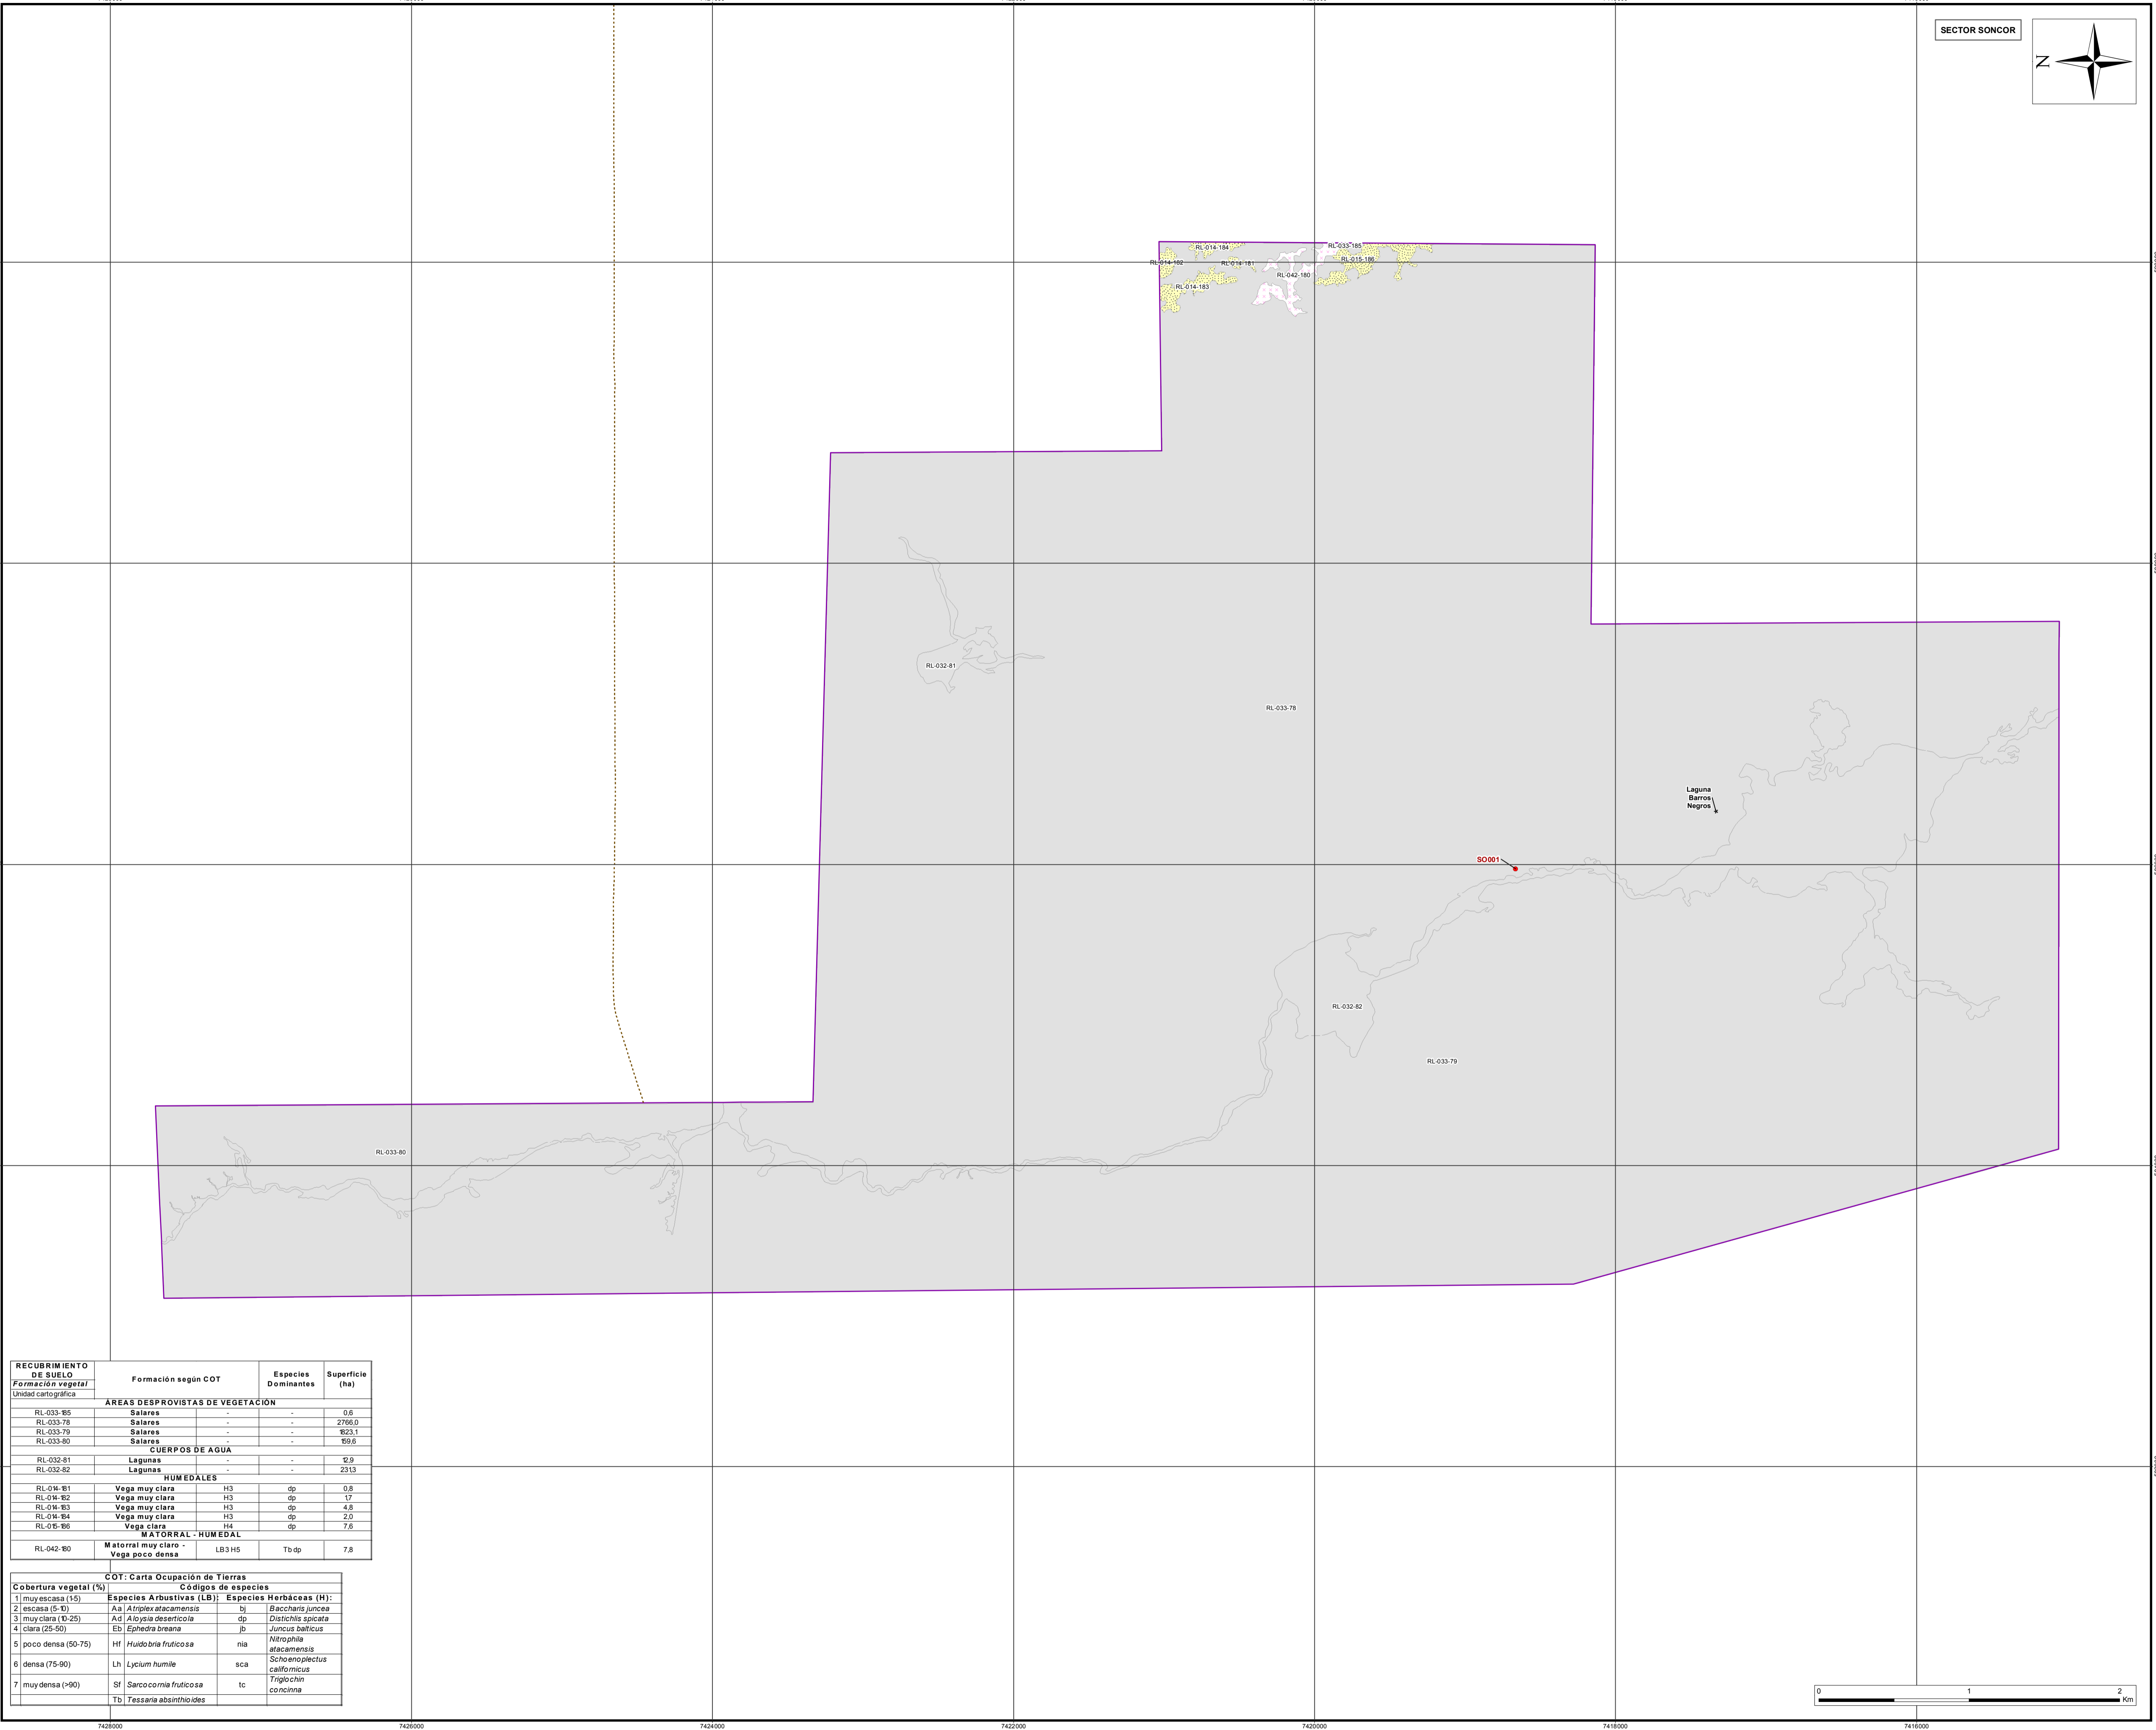 SECTOR SONCOR
N
RL-014-184
RL-033-185
RL-014-182
RL-014-181
RL-015-186
RL-042-180
RL-014-183
RL-032-81
RL-033-78
Laguna
Barros
Negros
SO001
RL-032-82
RL-033-79
RL-033-80
RECUBRIMIENTO DE SUELO
Formación vegetal
Unidad cartográfica
Formación según COT
Especies Dominantes
Superficie (ha)
ÁREAS DESPROVISTAS DE VEGETACIÓN
RL-033-185 Salares - - 0,6
RL-033-78 Salares - - 2766,0
RL-033-79 Salares - - 1823,1
RL-033-80 Salares - - 159,6
CUERPOS DE AGUA
RL-032-81 Lagunas - - 12,9
RL-032-82 Lagunas - - 231,3
HUMEDALES
RL-014-181 Vega muy clara H3 dp 0,8
RL-014-182 Vega muy clara H3 dp 1,7
RL-014-183 Vega muy clara H3 dp 4,8
RL-014-184 Vega muy clara H3 dp 2,0
RL-015-186 Vega clara H4 dp 7,6
MATORRAL - HUMEDAL
RL-042-180 Matorral muy claro - Vega poco densa LB3 H5 Tb dp 7,8
COT: Carta Ocupación de Tierras
Cobertura vegetal (%) Códigos de especies
1 muy escasa (1-5) Especies Arbustivas (LB): Especies Herbáceas (H):
2 escasa (5-10) Aa Atriplex atacamensis bj Baccharis juncea
3 muy clara (10-25) Ad Aloysia deserticola dp Distichlis spicata
4 clara (25-50) Eb Ephedra breana jb Juncus balticus
5 poco densa (50-75) Hf Huidobria fruticosa nia Nitrophila atacamensis
6 densa (75-90) Lh Lycium humile sca Schoenoplectus californicus
7 muy densa (>90) Sf Sarcocornia fruticosa tc Triglochin concinna
Tb Tessaria absinthioides
0 1 2
Km
7428000 7426000 7424000 7422000 7420000 7418000 7416000